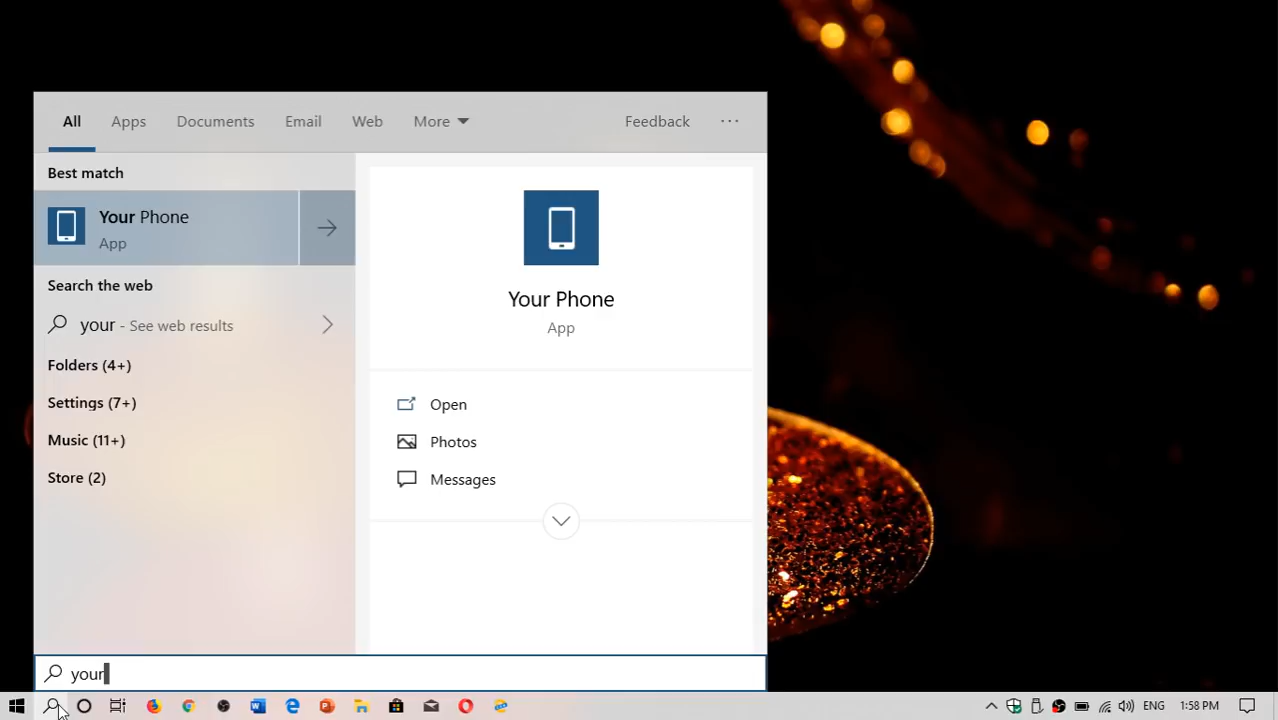 All Apps Documents Email Web More Feedback ...
Best match
Your Phone
App
Search the web
your - See web results
Folders (4+)
Settings (7+)
Music (11+)
Store (2)
Your Phone
App
Open
Photos
Messages
your
ENG 1:58 PM